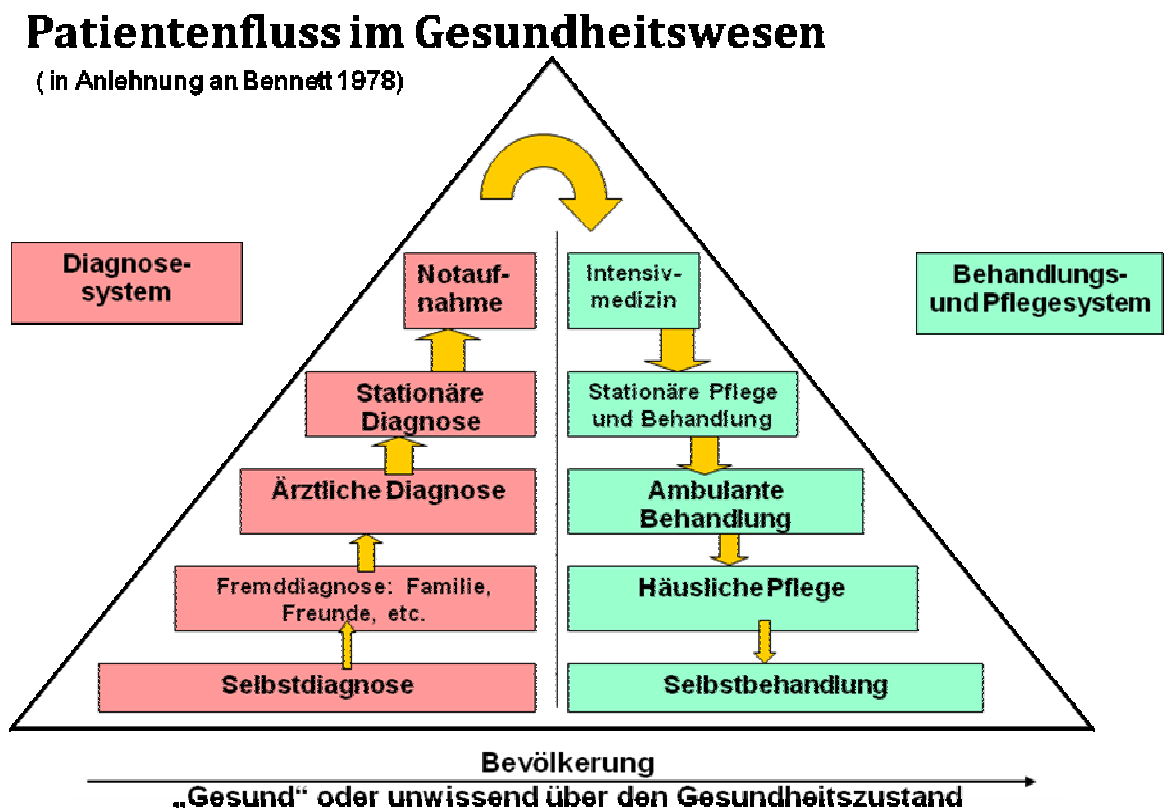 Patientenfluss im Gesundheitswesen
( in Anlehnung an Bennett 1978)
Diagnose-
system
Notauf-
nahme
Intensiv-
medizin
Behandlungs-
und Pflegesystem
Stationäre
Diagnose
Stationäre Pflege
und Behandlung
Ärztliche Diagnose
Ambulante
Behandlung
Fremddiagnose: Familie,
Freunde, etc.
Häusliche Pflege
Selbstdiagnose
Selbstbehandlung
Bevölkerung
„Gesund“ oder unwissend über den Gesundheitszustand